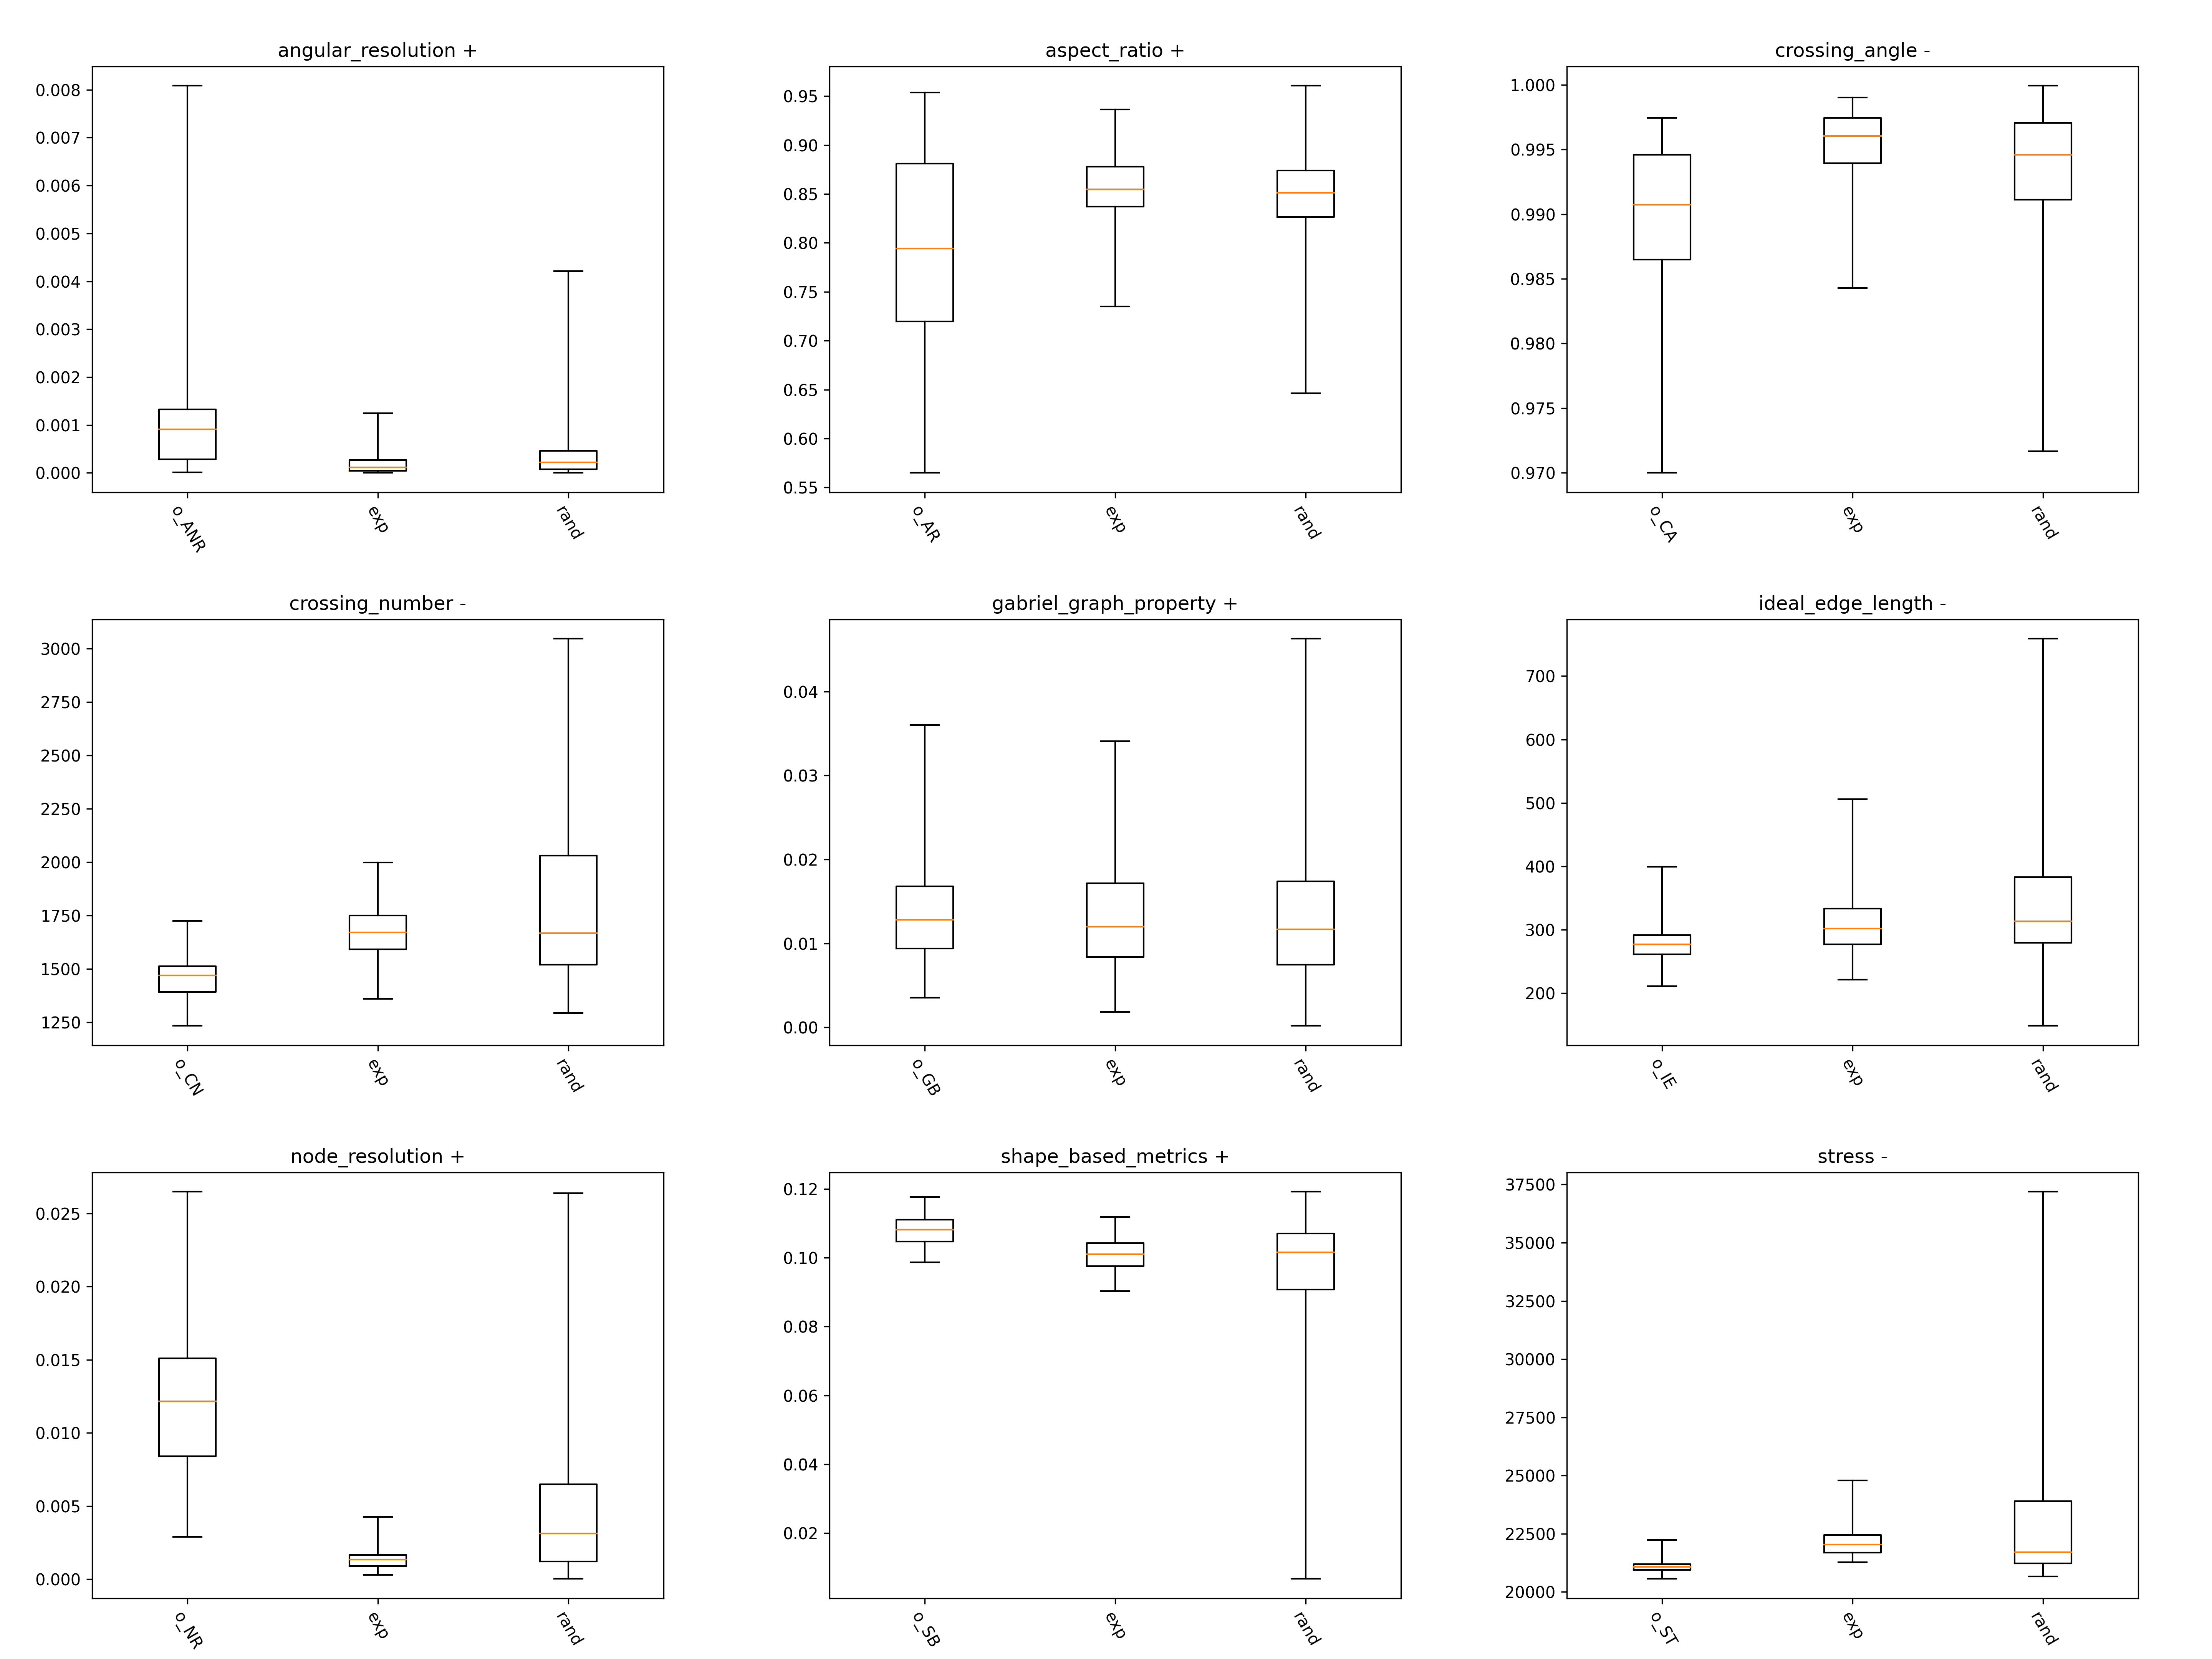 angular_resolution +
0.008
0.007
0.006
0.005
0.004
0.003
0.002
0.001
0.000
o_ANR
exp
rand
aspect_ratio +
0.95
0.90
0.85
0.80
0.75
0.70
0.65
0.60
0.55
o_AR
exp
rand
crossing_angle -
1.000
0.995
0.990
0.985
0.980
0.975
0.970
o_CA
exp
rand
crossing_number -
3000
2750
2500
2250
2000
1750
1500
1250
o_CN
exp
rand
gabriel_graph_property +
0.04
0.03
0.02
0.01
0.00
o_GB
exp
rand
ideal_edge_length -
700
600
500
400
300
200
o_IE
exp
rand
node_resolution +
0.025
0.020
0.015
0.010
0.005
0.000
o_NR
exp
rand
shape_based_metrics +
0.12
0.10
0.08
0.06
0.04
0.02
o_SB
exp
rand
stress -
37500
35000
32500
30000
27500
25000
22500
20000
o_ST
exp
rand